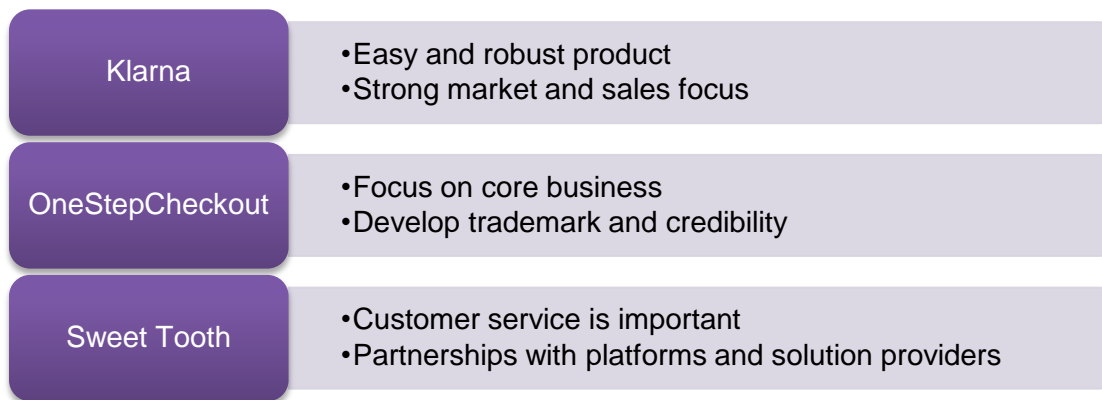 Klarna
•Easy and robust product
•Strong market and sales focus
OneStepCheckout
•Focus on core business
•Develop trademark and credibility
Sweet Tooth
•Customer service is important
•Partnerships with platforms and solution providers